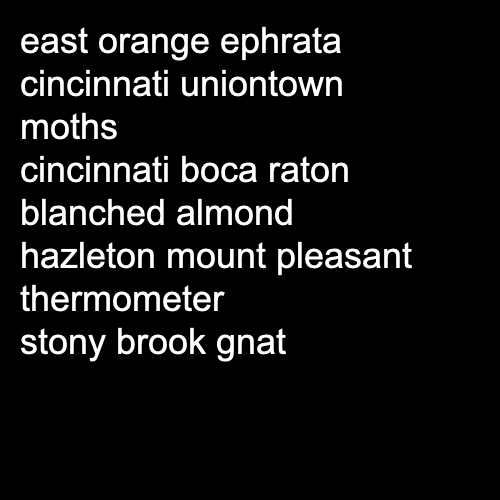 east orange ephrata
cincinnati uniontown
moths
cincinnati boca raton
blanched almond
hazleton mount pleasant
thermometer
stony brook gnat